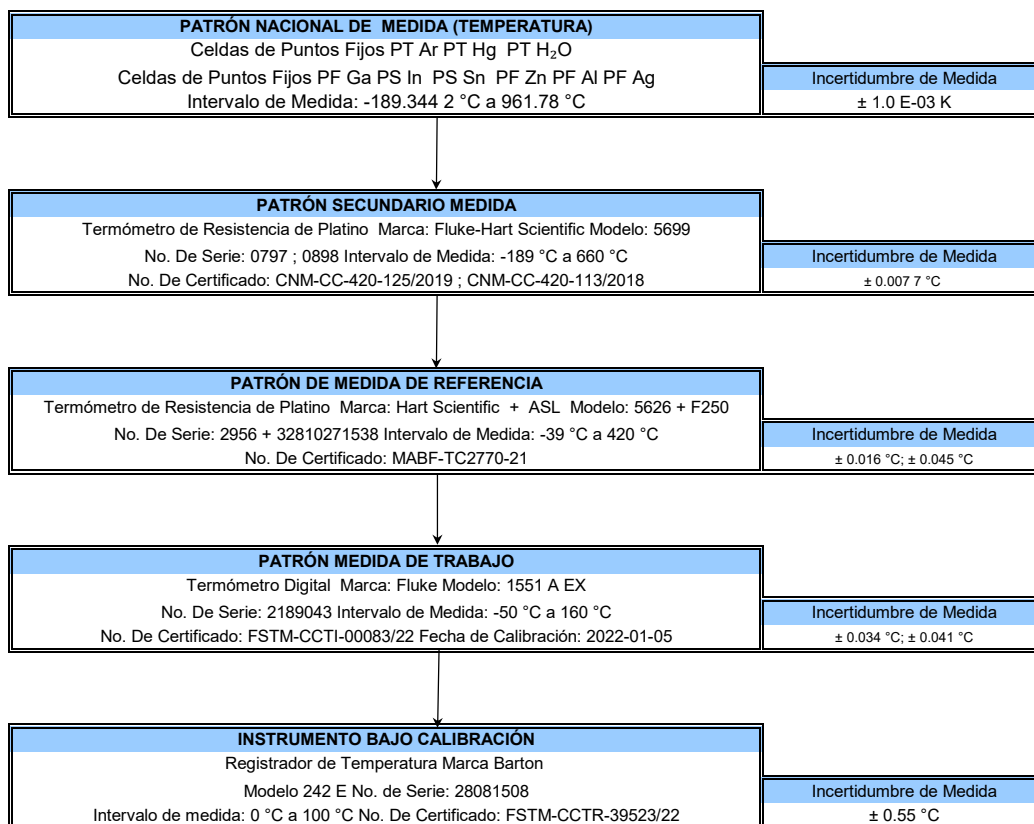 PATRÓN NACIONAL DE MEDIDA (TEMPERATURA)
Celdas de Puntos Fijos PT Ar PT Hg PT H₂O
Celdas de Puntos Fijos PF Ga PS In PS Sn PF Zn PF Al PF Ag
Intervalo de Medida: -189.344 2 °C a 961.78 °C
Incertidumbre de Medida
± 1.0 E-03 K
PATRÓN SECUNDARIO MEDIDA
Termómetro de Resistencia de Platino Marca: Fluke-Hart Scientific Modelo: 5699
No. De Serie: 0797 ; 0898 Intervalo de Medida: -189 °C a 660 °C
No. De Certificado: CNM-CC-420-125/2019 ; CNM-CC-420-113/2018
Incertidumbre de Medida
± 0.007 7 °C
PATRÓN DE MEDIDA DE REFERENCIA
Termómetro de Resistencia de Platino Marca: Hart Scientific + ASL Modelo: 5626 + F250
No. De Serie: 2956 + 32810271538 Intervalo de Medida: -39 °C a 420 °C
No. De Certificado: MABF-TC2770-21
Incertidumbre de Medida
± 0.016 °C; ± 0.045 °C
PATRÓN MEDIDA DE TRABAJO
Termómetro Digital Marca: Fluke Modelo: 1551 A EX
No. De Serie: 2189043 Intervalo de Medida: -50 °C a 160 °C
No. De Certificado: FSTM-CCTI-00083/22 Fecha de Calibración: 2022-01-05
Incertidumbre de Medida
± 0.034 °C; ± 0.041 °C
INSTRUMENTO BAJO CALIBRACIÓN
Registrador de Temperatura Marca Barton
Modelo 242 E No. de Serie: 28081508
Intervalo de medida: 0 °C a 100 °C No. De Certificado: FSTM-CCTR-39523/22
Incertidumbre de Medida
± 0.55 °C